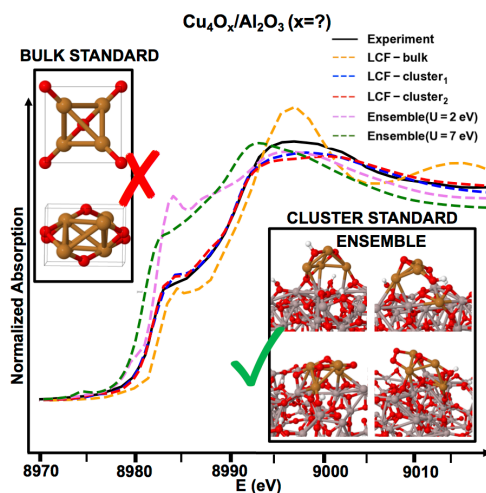 Cu₄Oₓ/Al₂O₃ (x=?)
BULK STANDARD
Experiment
LCF-bulk
LCF-cluster₁
LCF-cluster₂
Ensemble(U = 2 eV)
Ensemble(U = 7 eV)
CLUSTER STANDARD
ENSEMBLE
Normalized Absorption
8970 8980 8990 9000 9010
E (eV)